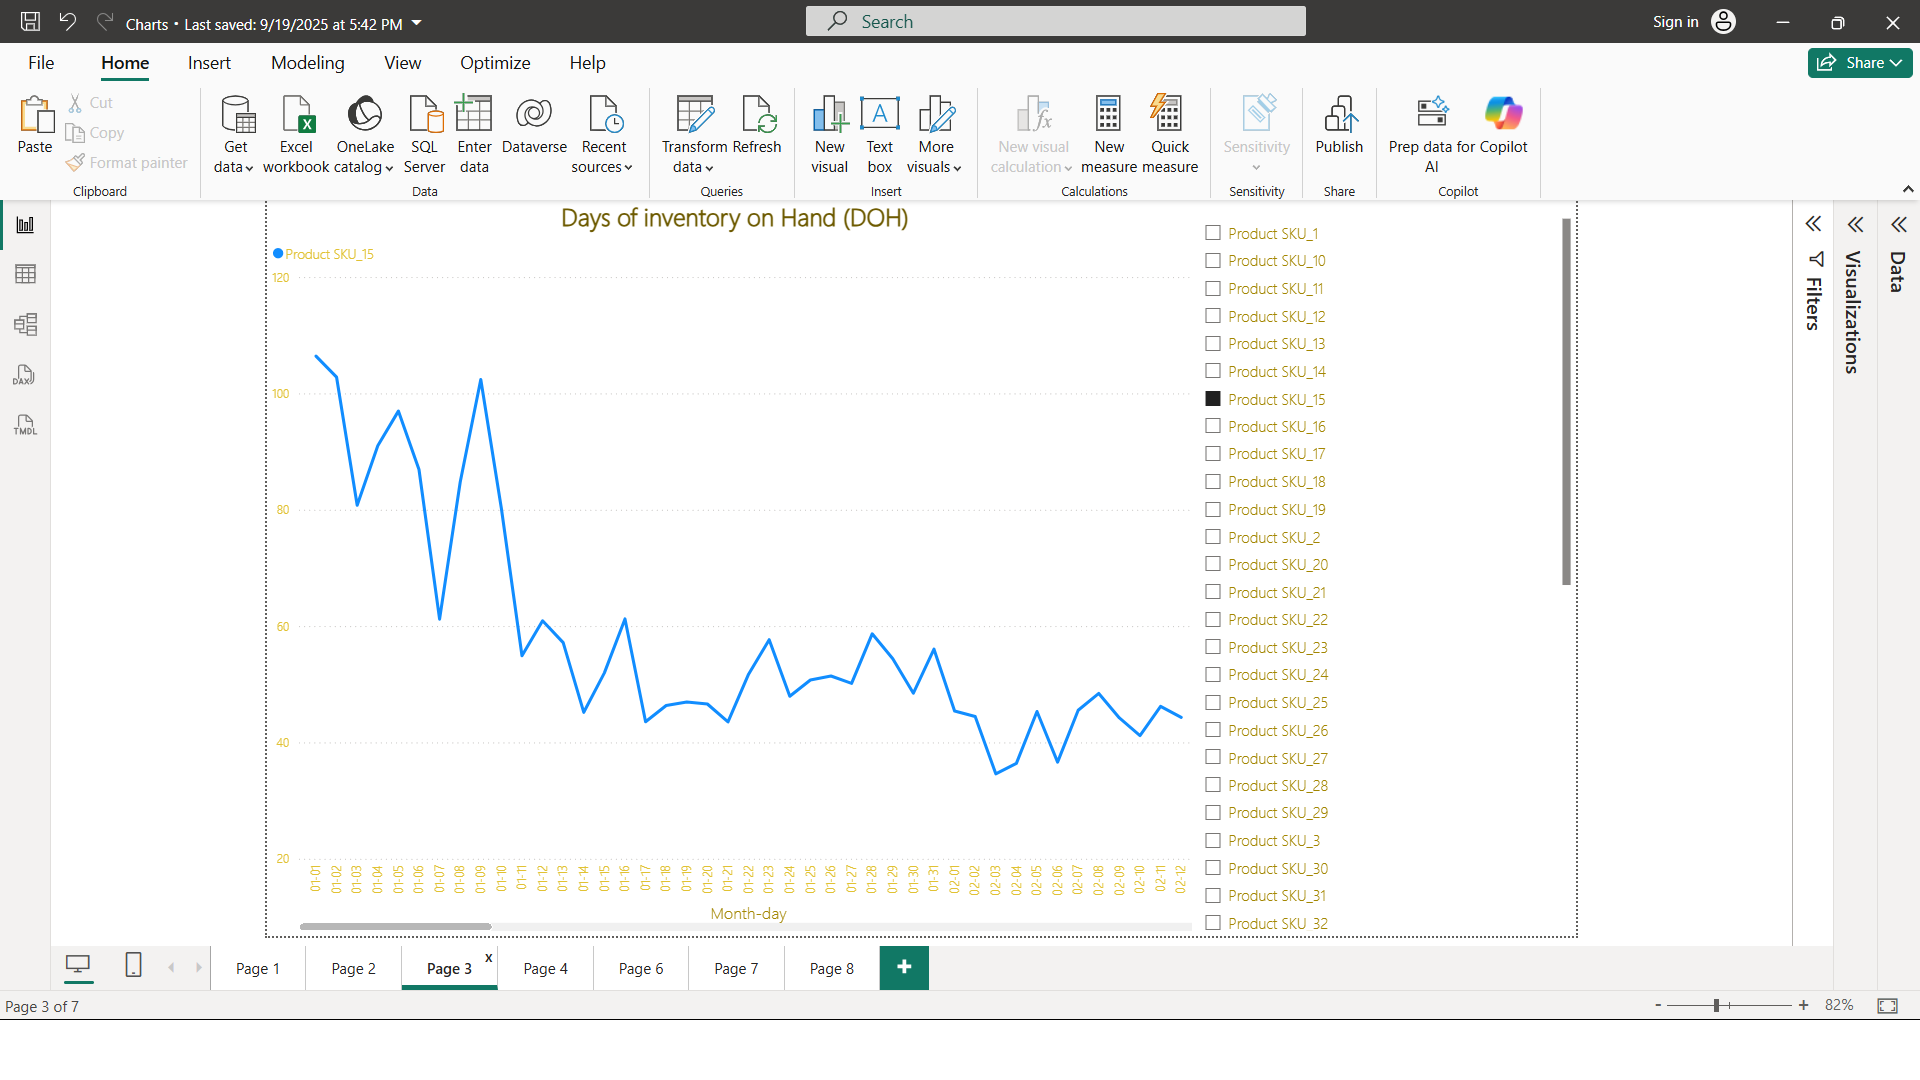 Charts • Last saved: 9/19/2025 at 5:42 PM
Search
Sign in
File Home Insert Modeling View Optimize Help
Share
Paste
Cut
Copy
Format painter
Clipboard
Get data
Excel workbook
OneLake catalog
SQL Server
Enter data
Dataverse
Recent sources
Data
Transform data
Refresh
Queries
New visual
Text box
More visuals
Insert
New visual calculation
New measure
Quick measure
Calculations
Sensitivity
Sensitivity
Publish
Share
Prep data for AI
Copilot
Copilot
DAX
TMDL
Days of inventory on Hand (DOH)
Product SKU_15
120
100
80
60
40
20
01-01 01-02 01-03 01-04 01-05 01-06 01-07 01-08 01-09 01-10 01-11 01-12 01-13 01-14 01-15 01-16 01-17 01-18 01-19 01-20 01-21 01-22 01-23 01-24 01-25 01-26 01-27 01-28 01-29 01-30 01-31 02-01 02-02 02-03 02-04 02-05 02-06 02-07 02-08 02-09 02-10 02-11 02-12
Month-day
Product SKU_1
Product SKU_10
Product SKU_11
Product SKU_12
Product SKU_13
Product SKU_14
Product SKU_15
Product SKU_16
Product SKU_17
Product SKU_18
Product SKU_19
Product SKU_2
Product SKU_20
Product SKU_21
Product SKU_22
Product SKU_23
Product SKU_24
Product SKU_25
Product SKU_26
Product SKU_27
Product SKU_28
Product SKU_29
Product SKU_3
Product SKU_30
Product SKU_31
Product SKU_32
Filters
Visualizations
Data
Page 1 Page 2 Page 3 x Page 4 Page 6 Page 7 Page 8 +
Page 3 of 7
- + 82%